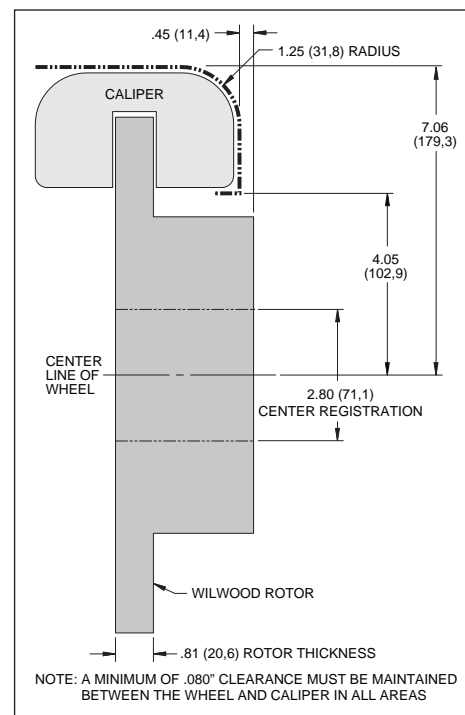 .45 (11,4)
1.25 (31,8) RADIUS
CALIPER
7.06
(179,3)
4.05
(102,9)
CENTER
LINE OF
WHEEL
2.80 (71,1)
CENTER REGISTRATION
WILWOOD ROTOR
.81 (20,6) ROTOR THICKNESS
NOTE: A MINIMUM OF .080" CLEARANCE MUST BE MAINTAINED
BETWEEN THE WHEEL AND CALIPER IN ALL AREAS